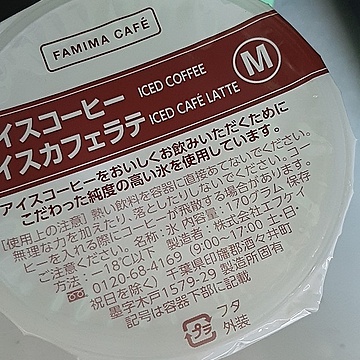 FAMIMA CAFÉ
イスコーヒー ICED COFFEE
イスカフェラテ ICED CAFÉ LATTE
M
アイスコーヒーをおいしくお飲みいただくために
こだわった純度の高い氷を使用しています。
【使用上の注意】熱い飲料を容器に直接あてないでください。
無理な力を加えたり、落としたりしないでください。コー
ヒーを入れる際にコーヒーが飛散する場合があります。
ご注意ください。名称:氷 内容量:170グラム 保存
方法:-18℃以下 製造者:株式会社エフケイ
0120-68-4169(9:00~17:00 土・日・
祝日を除く)千葉県印旛郡酒々井町
墨字木戸1579-29 製造所固有
記号は容器下部に記載
プラ
フタ
外装